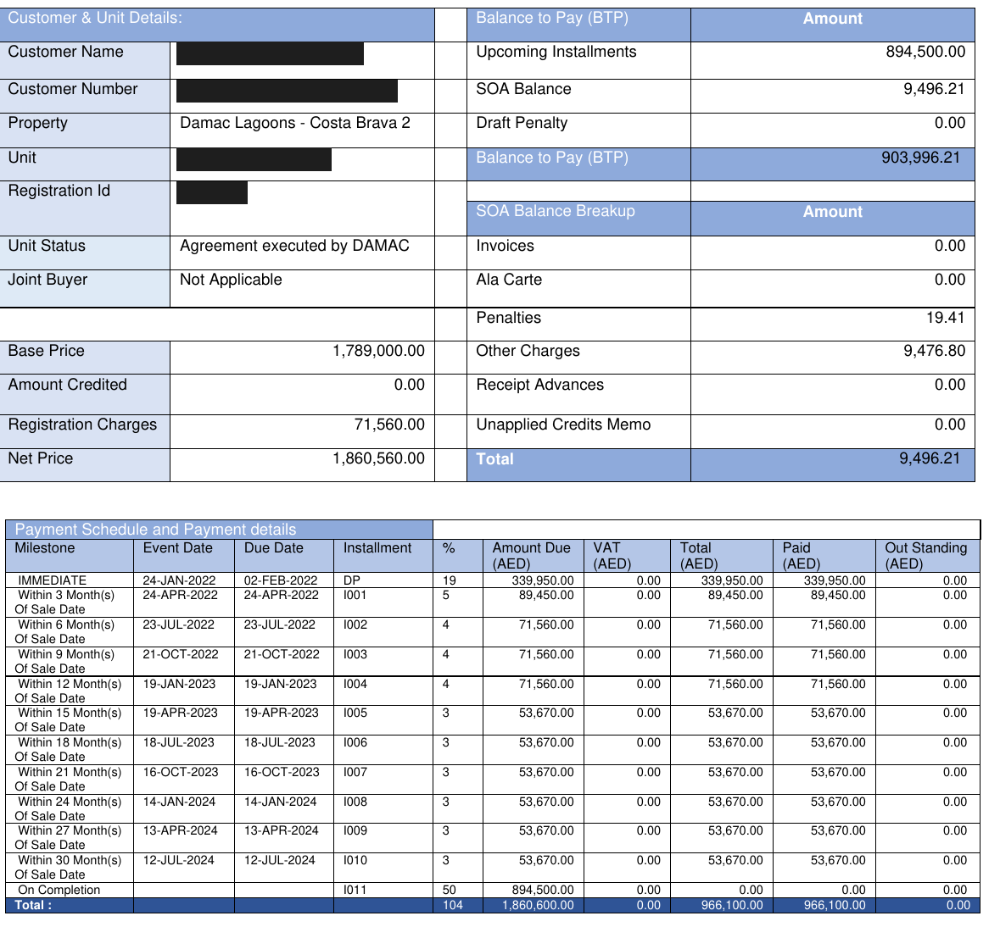 Customer & Unit Details:
Balance to Pay (BTP) Amount
Customer Name
Upcoming Installments 894,500.00
Customer Number
SOA Balance 9,496.21
Property Damac Lagoons - Costa Brava 2
Draft Penalty 0.00
Unit
Balance to Pay (BTP) 903,996.21
Registration Id
SOA Balance Breakup Amount
Unit Status Agreement executed by DAMAC
Invoices 0.00
Joint Buyer Not Applicable
Ala Carte 0.00
Penalties 19.41
Base Price 1,789,000.00
Other Charges 9,476.80
Amount Credited 0.00
Receipt Advances 0.00
Registration Charges 71,560.00
Unapplied Credits Memo 0.00
Net Price 1,860,560.00
Total 9,496.21
Payment Schedule and Payment details
Milestone Event Date Due Date Installment % Amount Due VAT Total Paid Out Standing
(AED) (AED) (AED) (AED) (AED)
IMMEDIATE 24-JAN-2022 02-FEB-2022 DP 19 339,950.00 0.00 339,950.00 339,950.00 0.00
Within 3 Month(s) 24-APR-2022 24-APR-2022 I001 5 89,450.00 0.00 89,450.00 89,450.00 0.00
Of Sale Date
Within 6 Month(s) 23-JUL-2022 23-JUL-2022 I002 4 71,560.00 0.00 71,560.00 71,560.00 0.00
Of Sale Date
Within 9 Month(s) 21-OCT-2022 21-OCT-2022 I003 4 71,560.00 0.00 71,560.00 71,560.00 0.00
Of Sale Date
Within 12 Month(s) 19-JAN-2023 19-JAN-2023 I004 4 71,560.00 0.00 71,560.00 71,560.00 0.00
Of Sale Date
Within 15 Month(s) 19-APR-2023 19-APR-2023 I005 3 53,670.00 0.00 53,670.00 53,670.00 0.00
Of Sale Date
Within 18 Month(s) 18-JUL-2023 18-JUL-2023 I006 3 53,670.00 0.00 53,670.00 53,670.00 0.00
Of Sale Date
Within 21 Month(s) 16-OCT-2023 16-OCT-2023 I007 3 53,670.00 0.00 53,670.00 53,670.00 0.00
Of Sale Date
Within 24 Month(s) 14-JAN-2024 14-JAN-2024 I008 3 53,670.00 0.00 53,670.00 53,670.00 0.00
Of Sale Date
Within 27 Month(s) 13-APR-2024 13-APR-2024 I009 3 53,670.00 0.00 53,670.00 53,670.00 0.00
Of Sale Date
Within 30 Month(s) 12-JUL-2024 12-JUL-2024 I010 3 53,670.00 0.00 53,670.00 53,670.00 0.00
Of Sale Date
On Completion I011 50 894,500.00 0.00 0.00 0.00 0.00
Total : 104 1,860,600.00 0.00 966,100.00 966,100.00 0.00